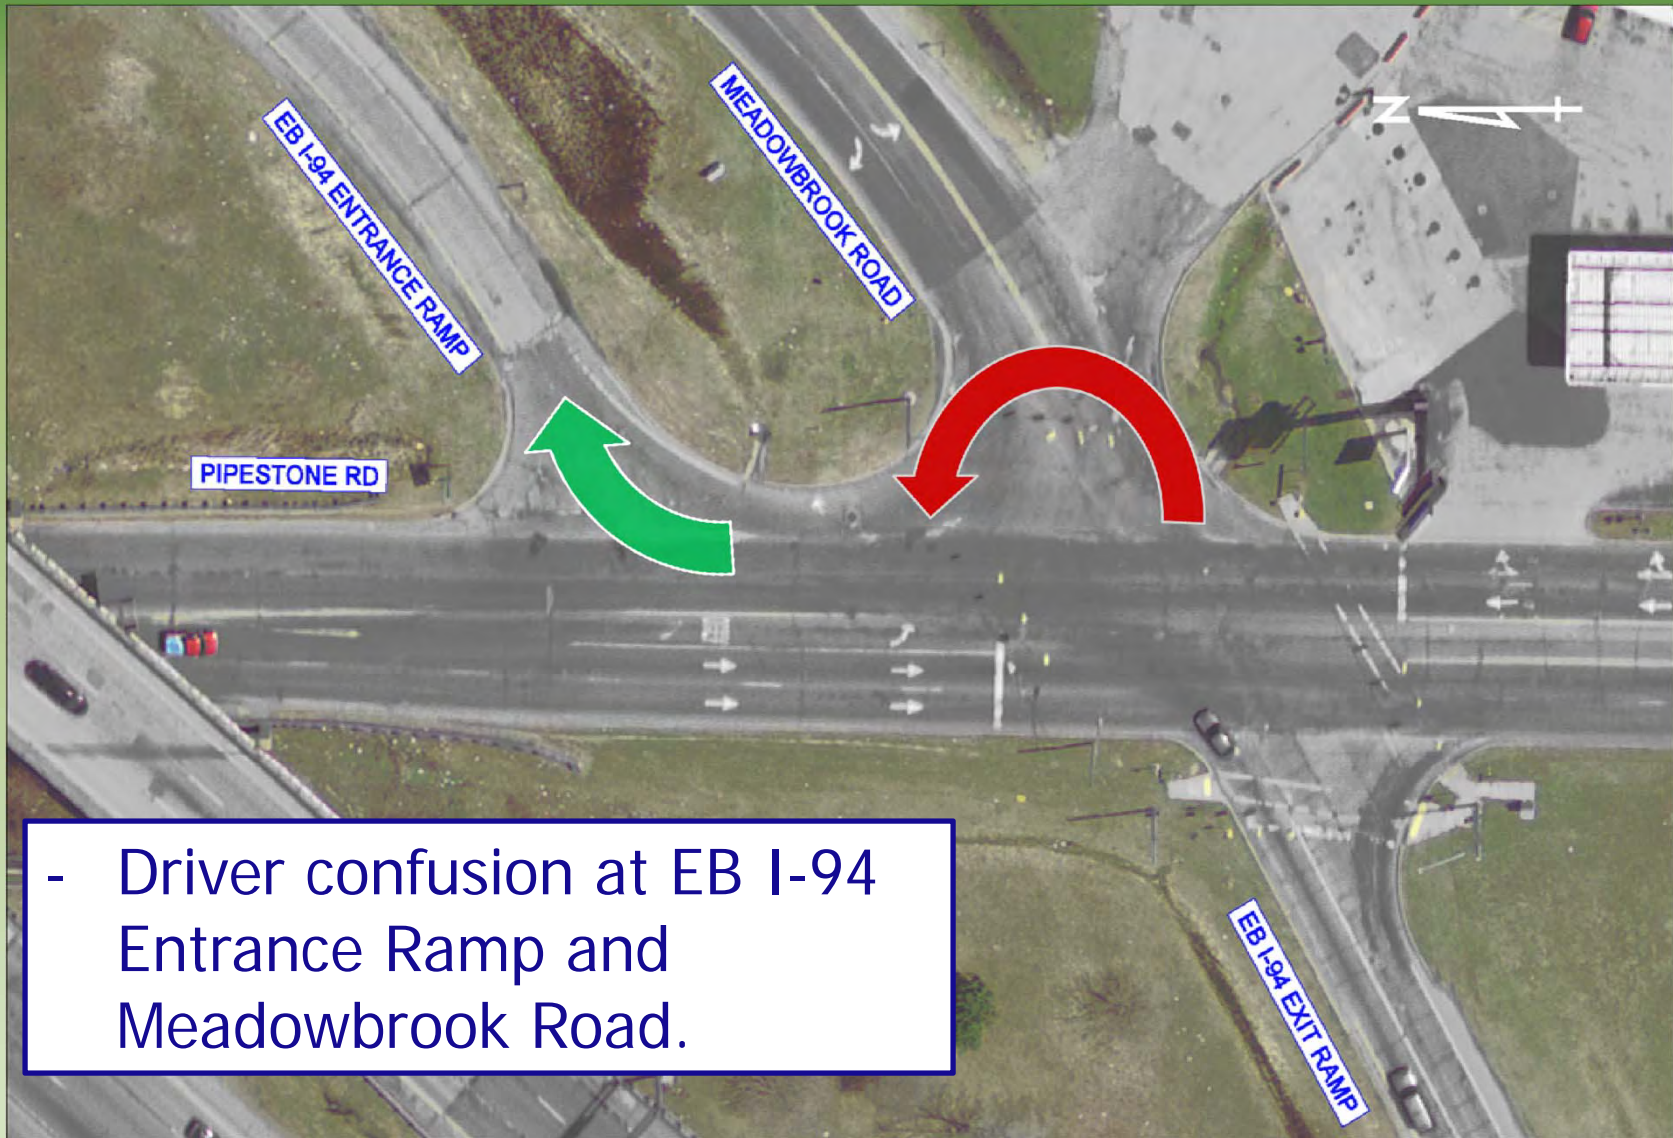 MEADOWBROOK ROAD
EB I-94 ENTRANCE RAMP
N
PIPESTONE RD
- Driver confusion at EB I-94
Entrance Ramp and
Meadowbrook Road.
EB I-94 EXIT RAMP